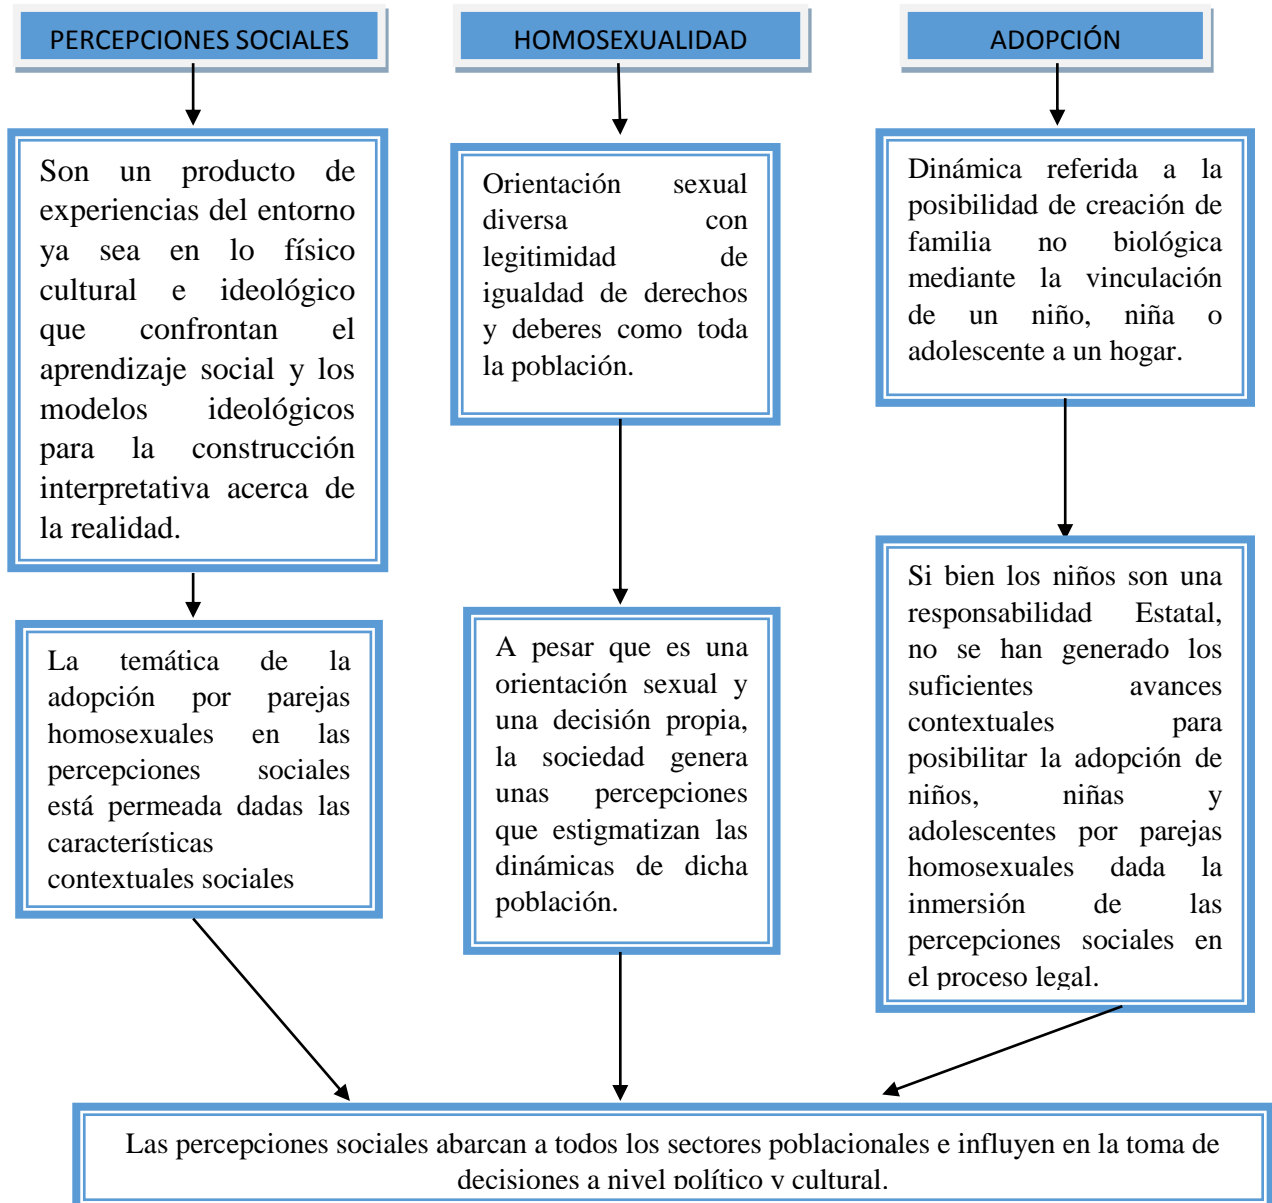 PERCEPCIONES SOCIALES
HOMOSEXUALIDAD
ADOPCIÓN
Son un producto de
experiencias del entorno
ya sea en lo físico
cultural e ideológico
que confrontan el
aprendizaje social y los
modelos ideológicos
para la construcción
interpretativa acerca de
la realidad.
Orientación sexual
diversa con
legitimidad de
igualdad de derechos
y deberes como toda
la población.
Dinámica referida a la
posibilidad de creación de
familia no biológica
mediante la vinculación
de un niño, niña o
adolescente a un hogar.
La temática de la
adopción por parejas
homosexuales en las
percepciones sociales
está permeada dadas las
características
contextuales sociales
A pesar que es una
orientación sexual y
una decisión propia,
la sociedad genera
unas percepciones
que estigmatizan las
dinámicas de dicha
población.
Si bien los niños son una
responsabilidad Estatal,
no se han generado los
suficientes avances
contextuales para
posibilitar la adopción de
niños, niñas y
adolescentes por parejas
homosexuales dada la
inmersión de las
percepciones sociales en
el proceso legal.
Las percepciones sociales abarcan a todos los sectores poblacionales e influyen en la toma de
decisiones a nivel político y cultural.